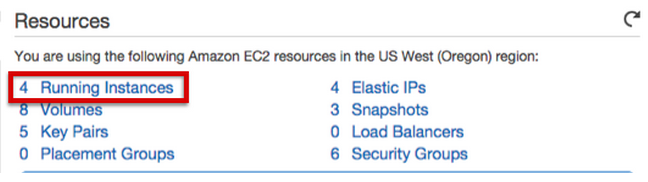 Resources
You are using the following Amazon EC2 resources in the US West (Oregon) region:
4 Running Instances 4 Elastic IPs
8 Volumes 3 Snapshots
5 Key Pairs 0 Load Balancers
0 Placement Groups 6 Security Groups